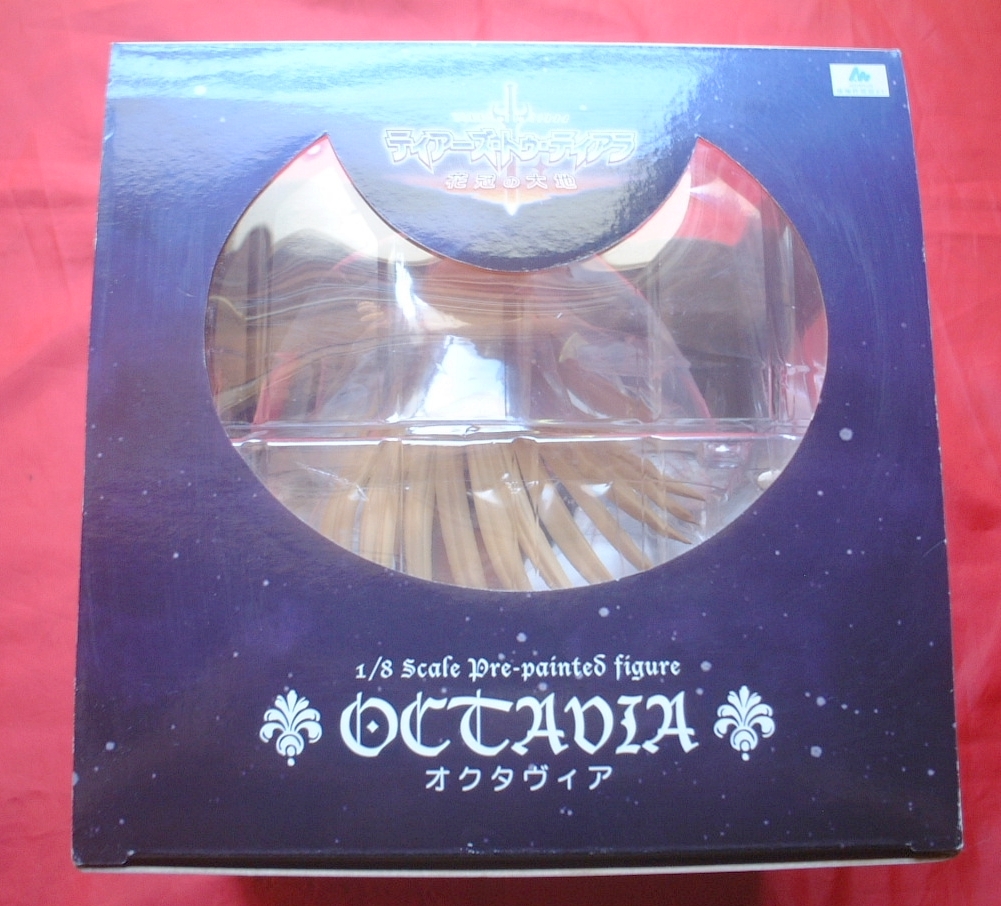 ティアーズ・トゥ・ティアラ
花冠の大地
1/8 Scale Pre-painted figure
OCTAVIA
オクタヴィア